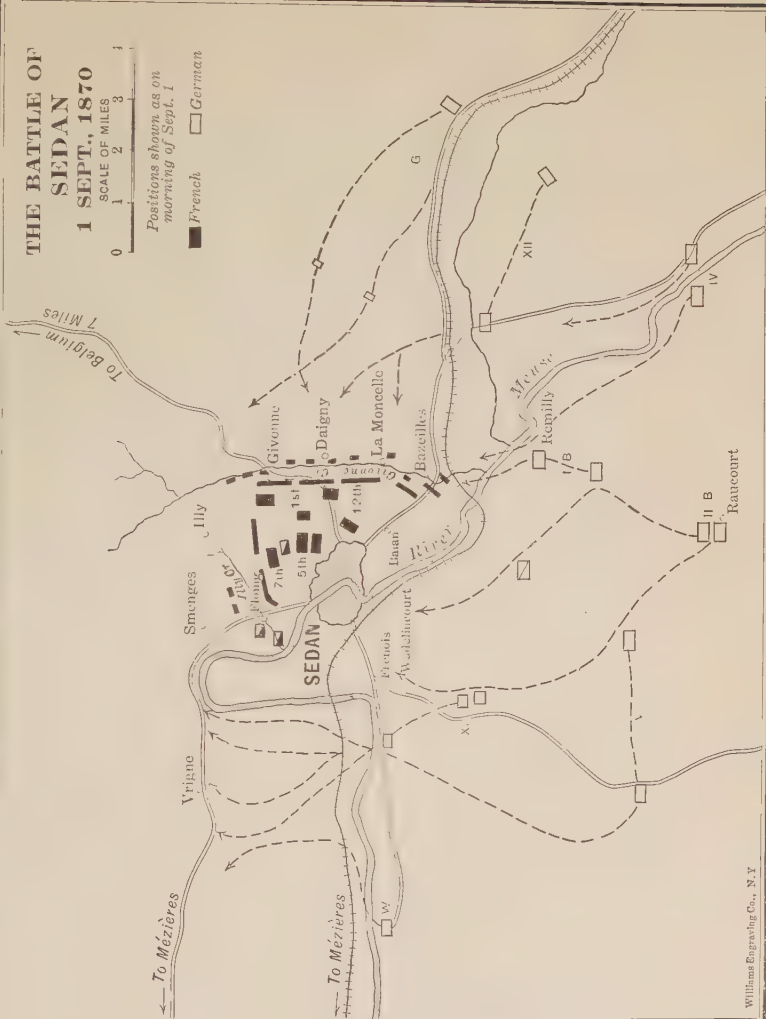 THE BATTLE OF
SEDAN
1 SEPT., 1870
SCALE OF MILES
0 1 2 3 4
Positions shown as on
morning of Sept. 1
French German
To Belgium
7 Miles
Givonne
Daigny
La Moncelle
Bazeilles
Givonne
Illy
Smenges
Floing
1st
12th
7th
5th
SEDAN
Balan
River
Meuse
Remilly
Frenois
Wadelincourt
Vrigne
To Mézières
To Mézières
G
XII
IV
I B
II B
Raucourt
W
Williams Engraving Co., N.Y